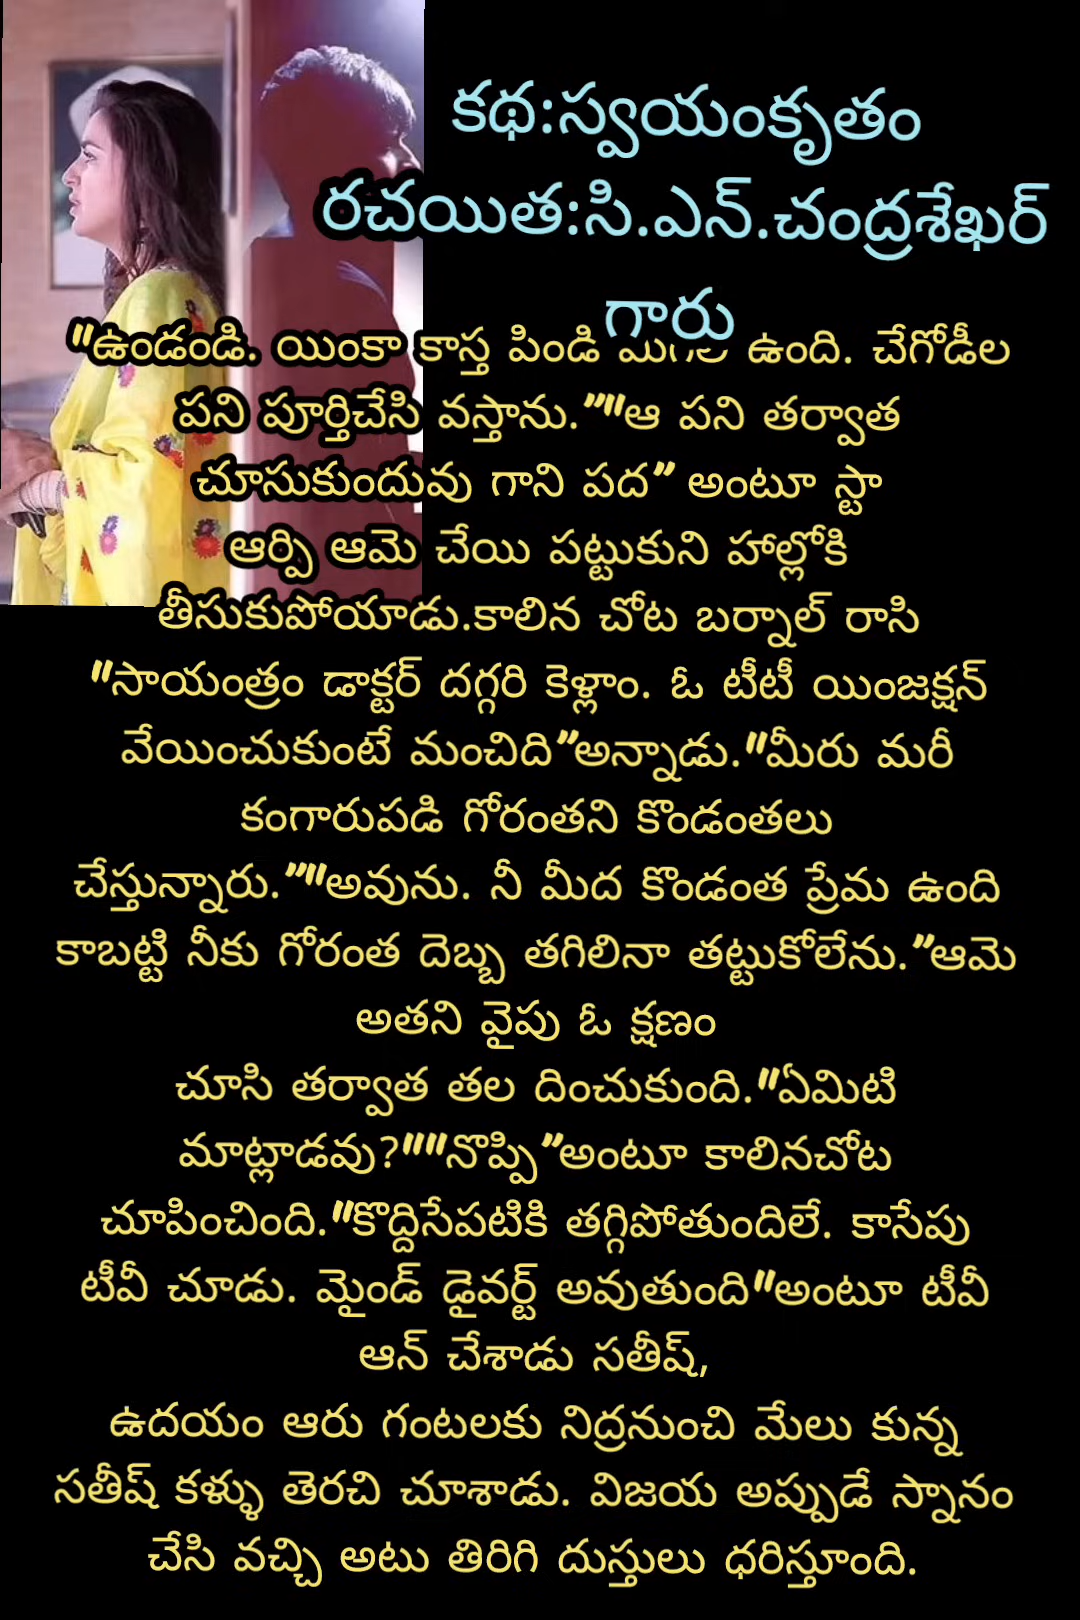 కథ:స్వయంకృతం
రచయిత:సి.ఎన్.చంద్రశేఖర్
గారు
"ఉండండి. యింకా కాస్త పిండి ఉంది. చేగోడీల
పని పూర్తిచేసి వస్తాను.""ఆ పని తర్వాత
చూసుకుందువు గాని పద" అంటూ స్టా
ఆర్పి ఆమె చేయి పట్టుకుని హాల్లోకి
తీసుకుపోయాడు.కాలిన చోట బర్నాల్ రాసి
"సాయంత్రం డాక్టర్ దగ్గరి కెళ్లాం. ఓ టీటీ యింజక్షన్
వేయించుకుంటే మంచిది"అన్నాడు."మీరు మరీ
కంగారుపడి గోరంతని కొండంతలు
చేస్తున్నారు.""అవును. నీ మీద కొండంత ప్రేమ ఉంది
కాబట్టి నీకు గోరంత దెబ్బ తగిలినా తట్టుకోలేను."ఆమె
అతని వైపు ఓ క్షణం
చూసి తర్వాత తల దించుకుంది."ఏమిటి
మాట్లాడవు?""నొప్పి"అంటూ కాలినచోట
చూపించింది."కొద్దిసేపటికి తగ్గిపోతుందిలే. కాసేపు
టీవీ చూడు. మైండ్ డైవర్ట్ అవుతుంది"అంటూ టీవీ
ఆన్ చేశాడు సతీష్,
ఉదయం ఆరు గంటలకు నిద్రనుంచి మేలు కున్న
సతీష్ కళ్ళు తెరచి చూశాడు. విజయ అప్పుడే స్నానం
చేసి వచ్చి అటు తిరిగి దుస్తులు ధరిస్తూంది.